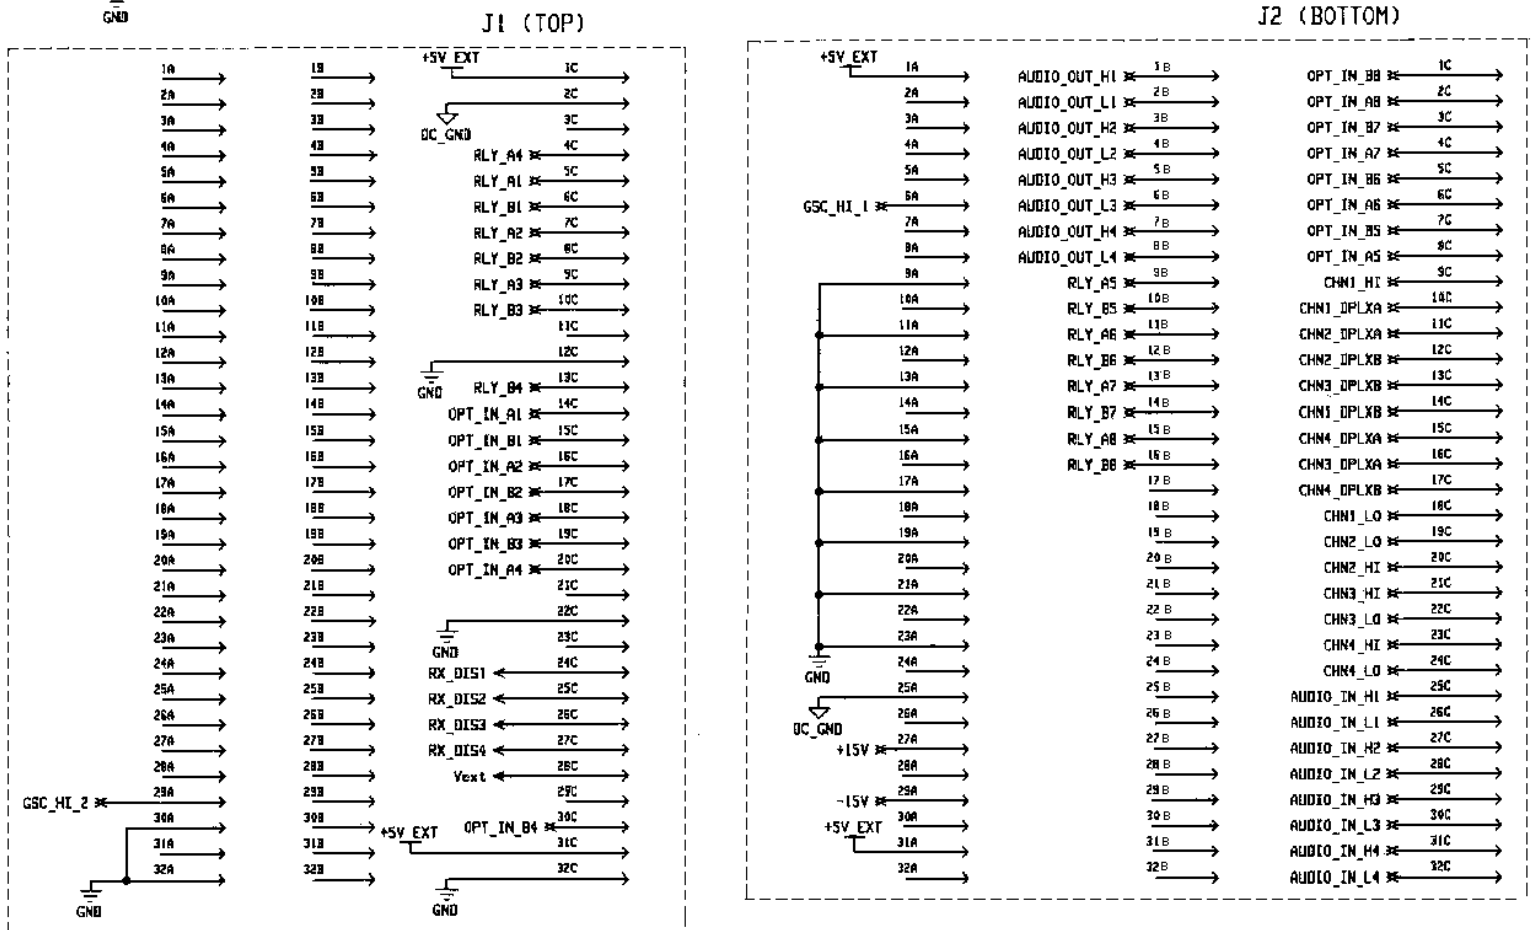 GND
J1 (TOP)
J2 (BOTTOM)
+5V_EXT
+5V_EXT
1A 1B 1C 1A AUDIO_OUT_H1 1B OPT_IN_B8 1C
2A 2B 2C 2A AUDIO_OUT_L1 2B OPT_IN_A8 2C
3A 3B DC_GND 3C 3A AUDIO_OUT_H2 3B OPT_IN_B7 3C
4A 4B RLY_A4 4C 4A AUDIO_OUT_L2 4B OPT_IN_A7 4C
5A 5B RLY_A1 5C 5A AUDIO_OUT_H3 5B OPT_IN_B6 5C
6A 6B RLY_B1 6C GSC_HI_1 6A AUDIO_OUT_L3 6B OPT_IN_A6 6C
7A 7B RLY_A2 7C 7A AUDIO_OUT_H4 7B OPT_IN_B5 7C
8A 8B RLY_B2 8C 8A AUDIO_OUT_L4 8B OPT_IN_A5 8C
9A 9B RLY_A3 9C 9A RLY_A5 9B CHN1_HI 9C
10A 10B RLY_B3 10C 10A RLY_B5 10B CHN1_DPLXA 10C
11A 11B 11C 11A RLY_A6 11B CHN2_DPLXA 11C
12A 12B 12C 12A RLY_B6 12B CHN2_DPLXB 12C
13A 13B GND RLY_B4 13C 13A RLY_A7 13B CHN3_DPLXB 13C
14A 14B OPT_IN_A1 14C 14A RLY_B7 14B CHN1_DPLXB 14C
15A 15B OPT_IN_B1 15C 15A RLY_A8 15B CHN4_DPLXA 15C
16A 16B OPT_IN_A2 16C 16A RLY_B8 16B CHN3_DPLXA 16C
17A 17B OPT_IN_B2 17C 17A 17B CHN4_DPLXB 17C
18A 18B OPT_IN_A3 18C 18A 18B CHN1_LO 18C
19A 19B OPT_IN_B3 19C 19A 19B CHN2_LO 19C
20A 20B OPT_IN_A4 20C 20A 20B CHN2_HI 20C
21A 21B 21C 21A 21B CHN3_HI 21C
22A 22B 22C 22A 22B CHN3_LO 22C
23A 23B GND 23C 23A 23B CHN4_HI 23C
24A 24B RX_DIS1 24C GND 24A 24B CHN4_LO 24C
25A 25B RX_DIS2 25C 25A 25B AUDIO_IN_H1 25C
26A 26B RX_DIS3 26C DC_GND 26A 26B AUDIO_IN_L1 26C
27A 27B RX_DIS4 27C +15V 27A 27B AUDIO_IN_H2 27C
28A 28B Vext 28C 28A 28B AUDIO_IN_L2 28C
GSC_HI_2 29A 29B 29C -15V 29A 29B AUDIO_IN_H3 29C
30A 30B +5V_EXT OPT_IN_B4 30C +5V_EXT 30A 30B AUDIO_IN_L3 30C
31A 31B 31C 31A 31B AUDIO_IN_H4 31C
32A 32B 32C 32A 32B AUDIO_IN_L4 32C
GND GND